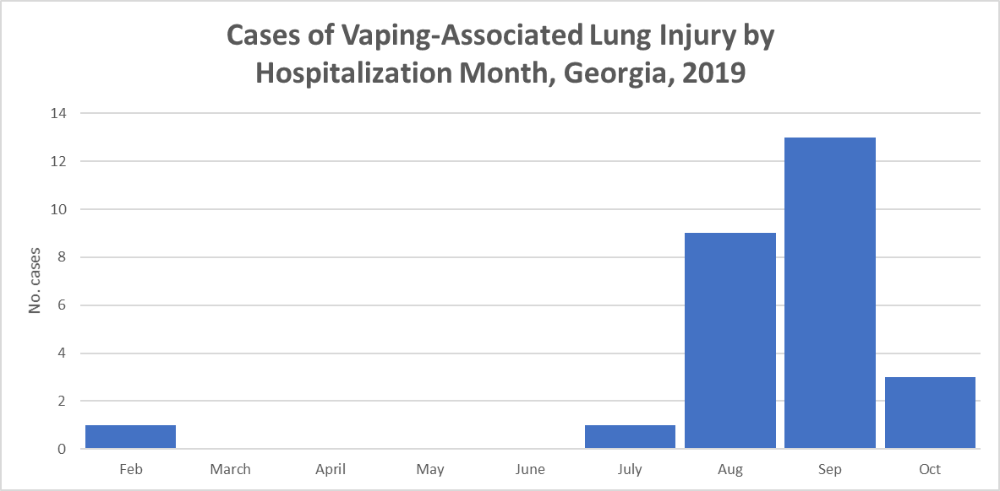 Cases of Vaping-Associated Lung Injury by
Hospitalization Month, Georgia, 2019
14
12
10
8
6
4
2
0
No. cases
Feb March April May June July Aug Sep Oct